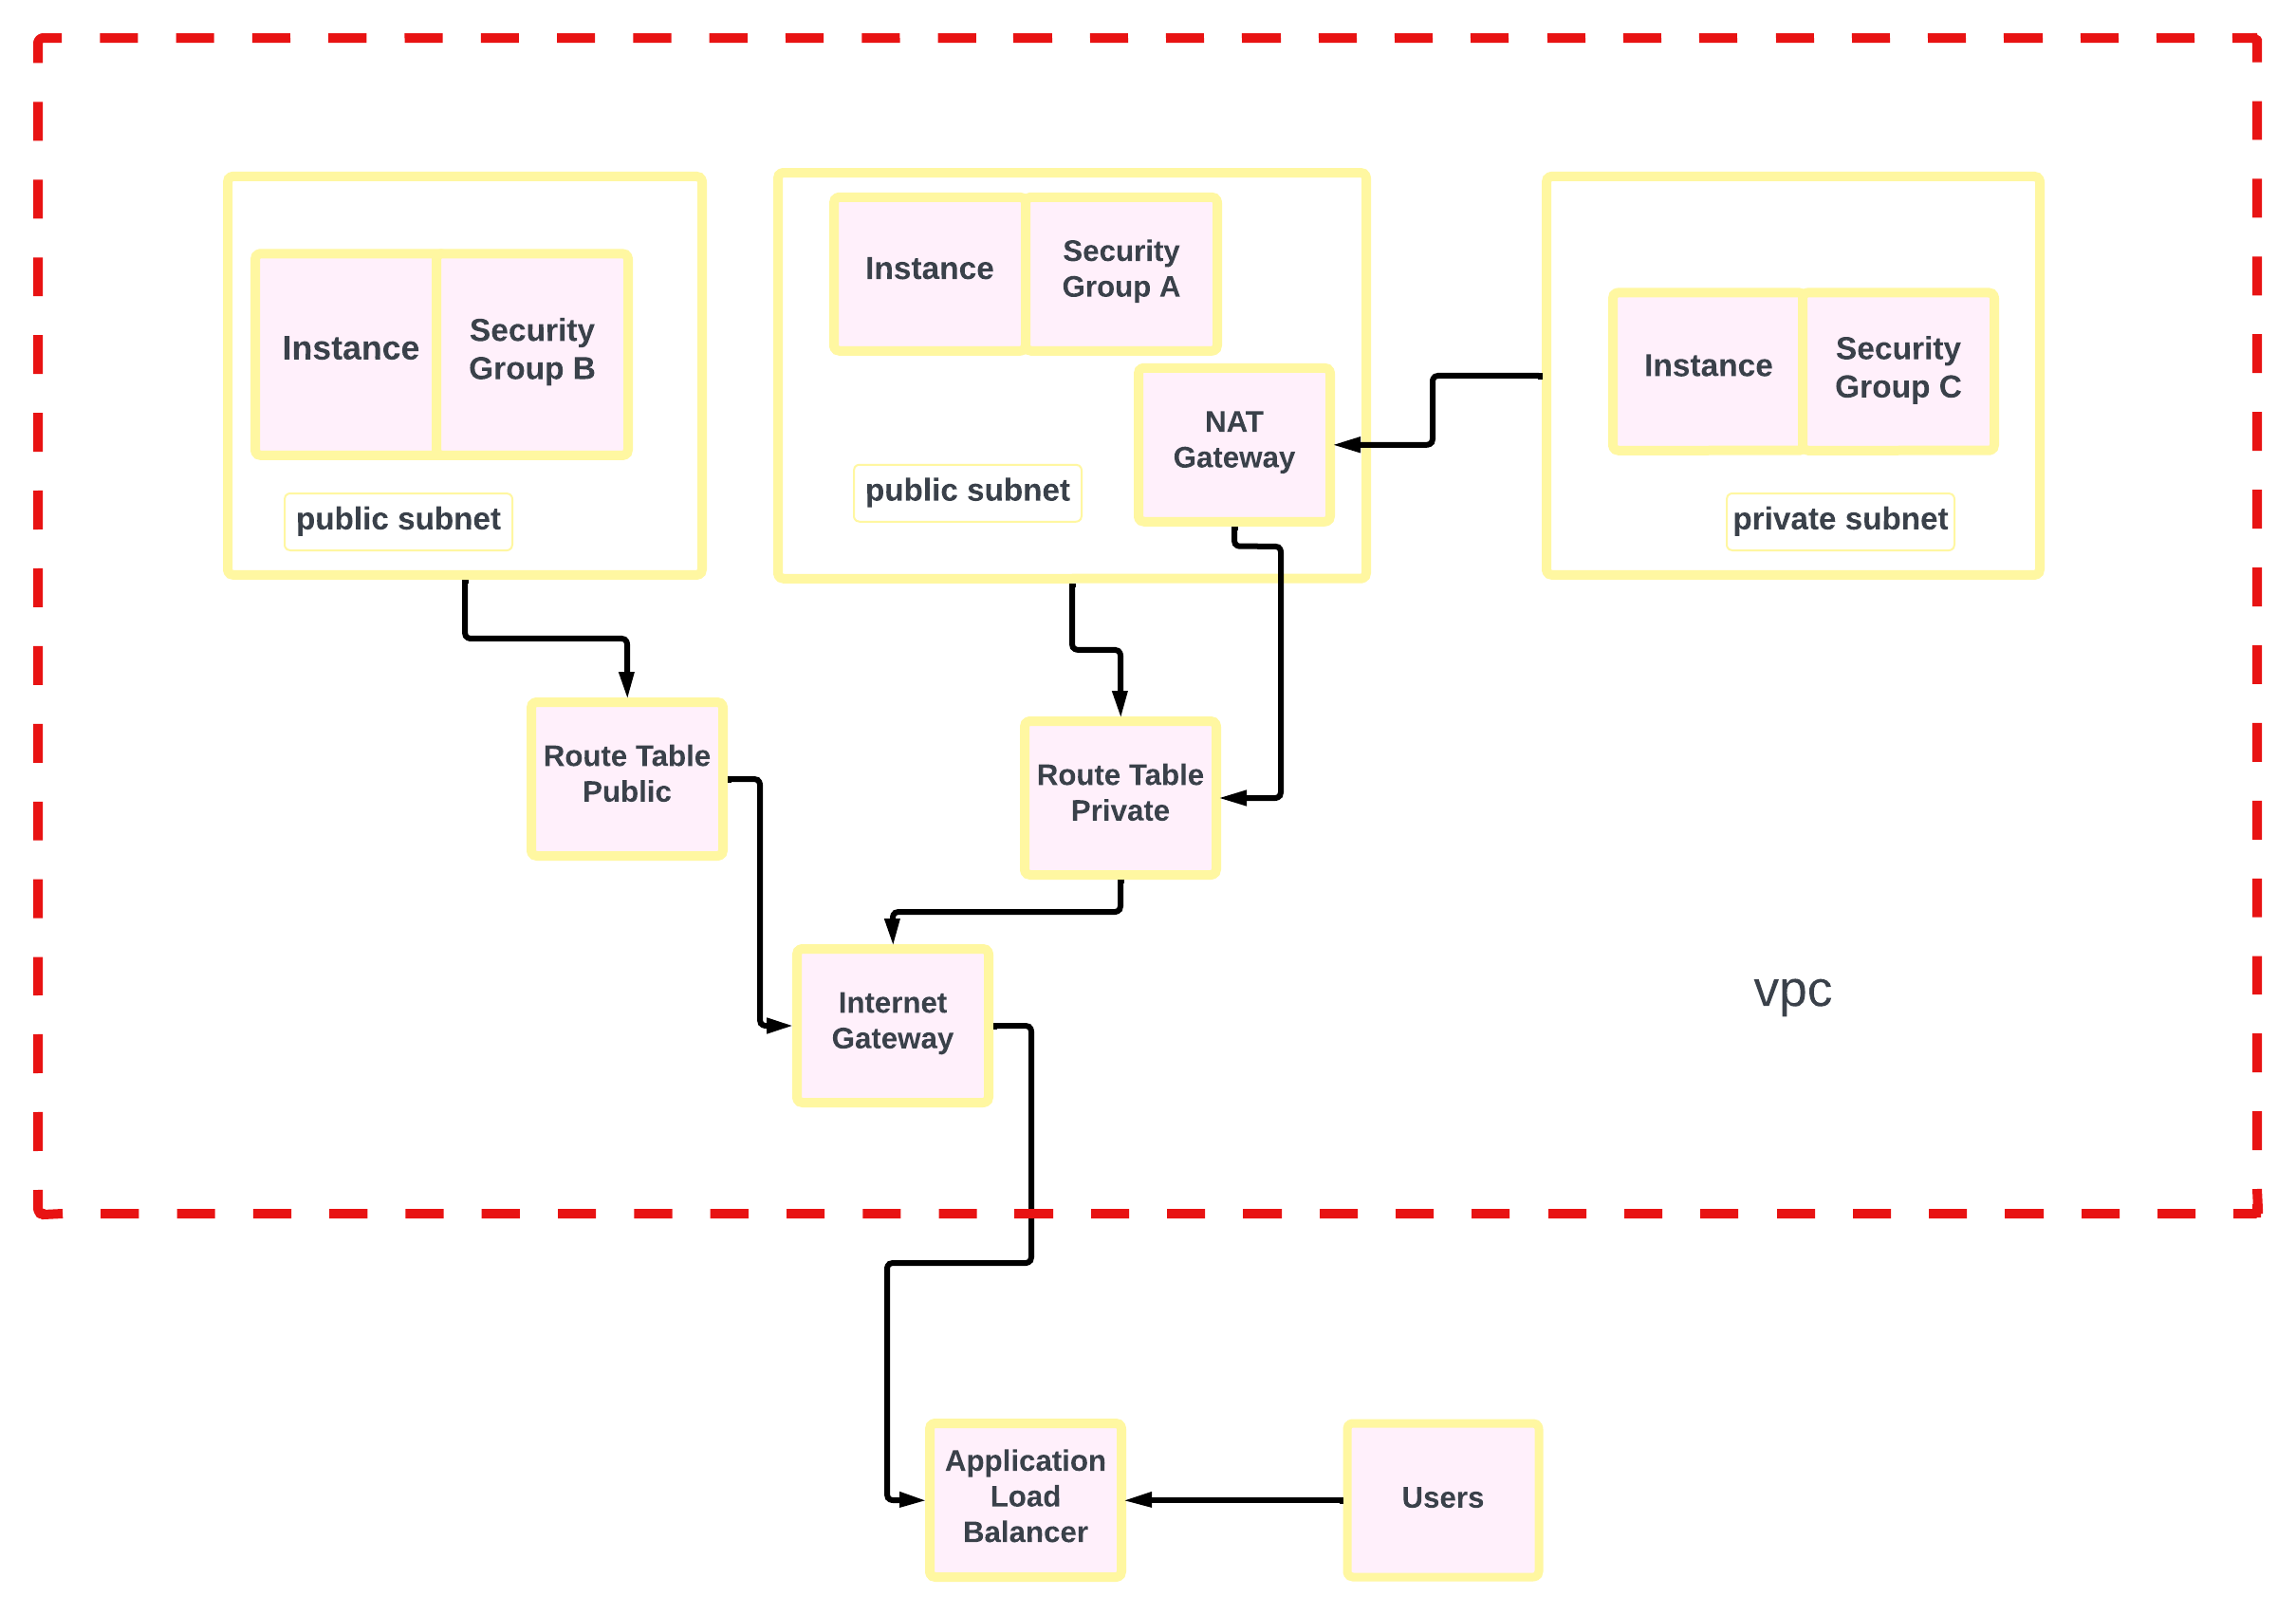 Instance
Security
Group B
public subnet
Instance
Security
Group A
NAT
Gateway
public subnet
Instance
Security
Group C
private subnet
Route Table
Public
Route Table
Private
Internet
Gateway
vpc
Application
Load
Balancer
Users